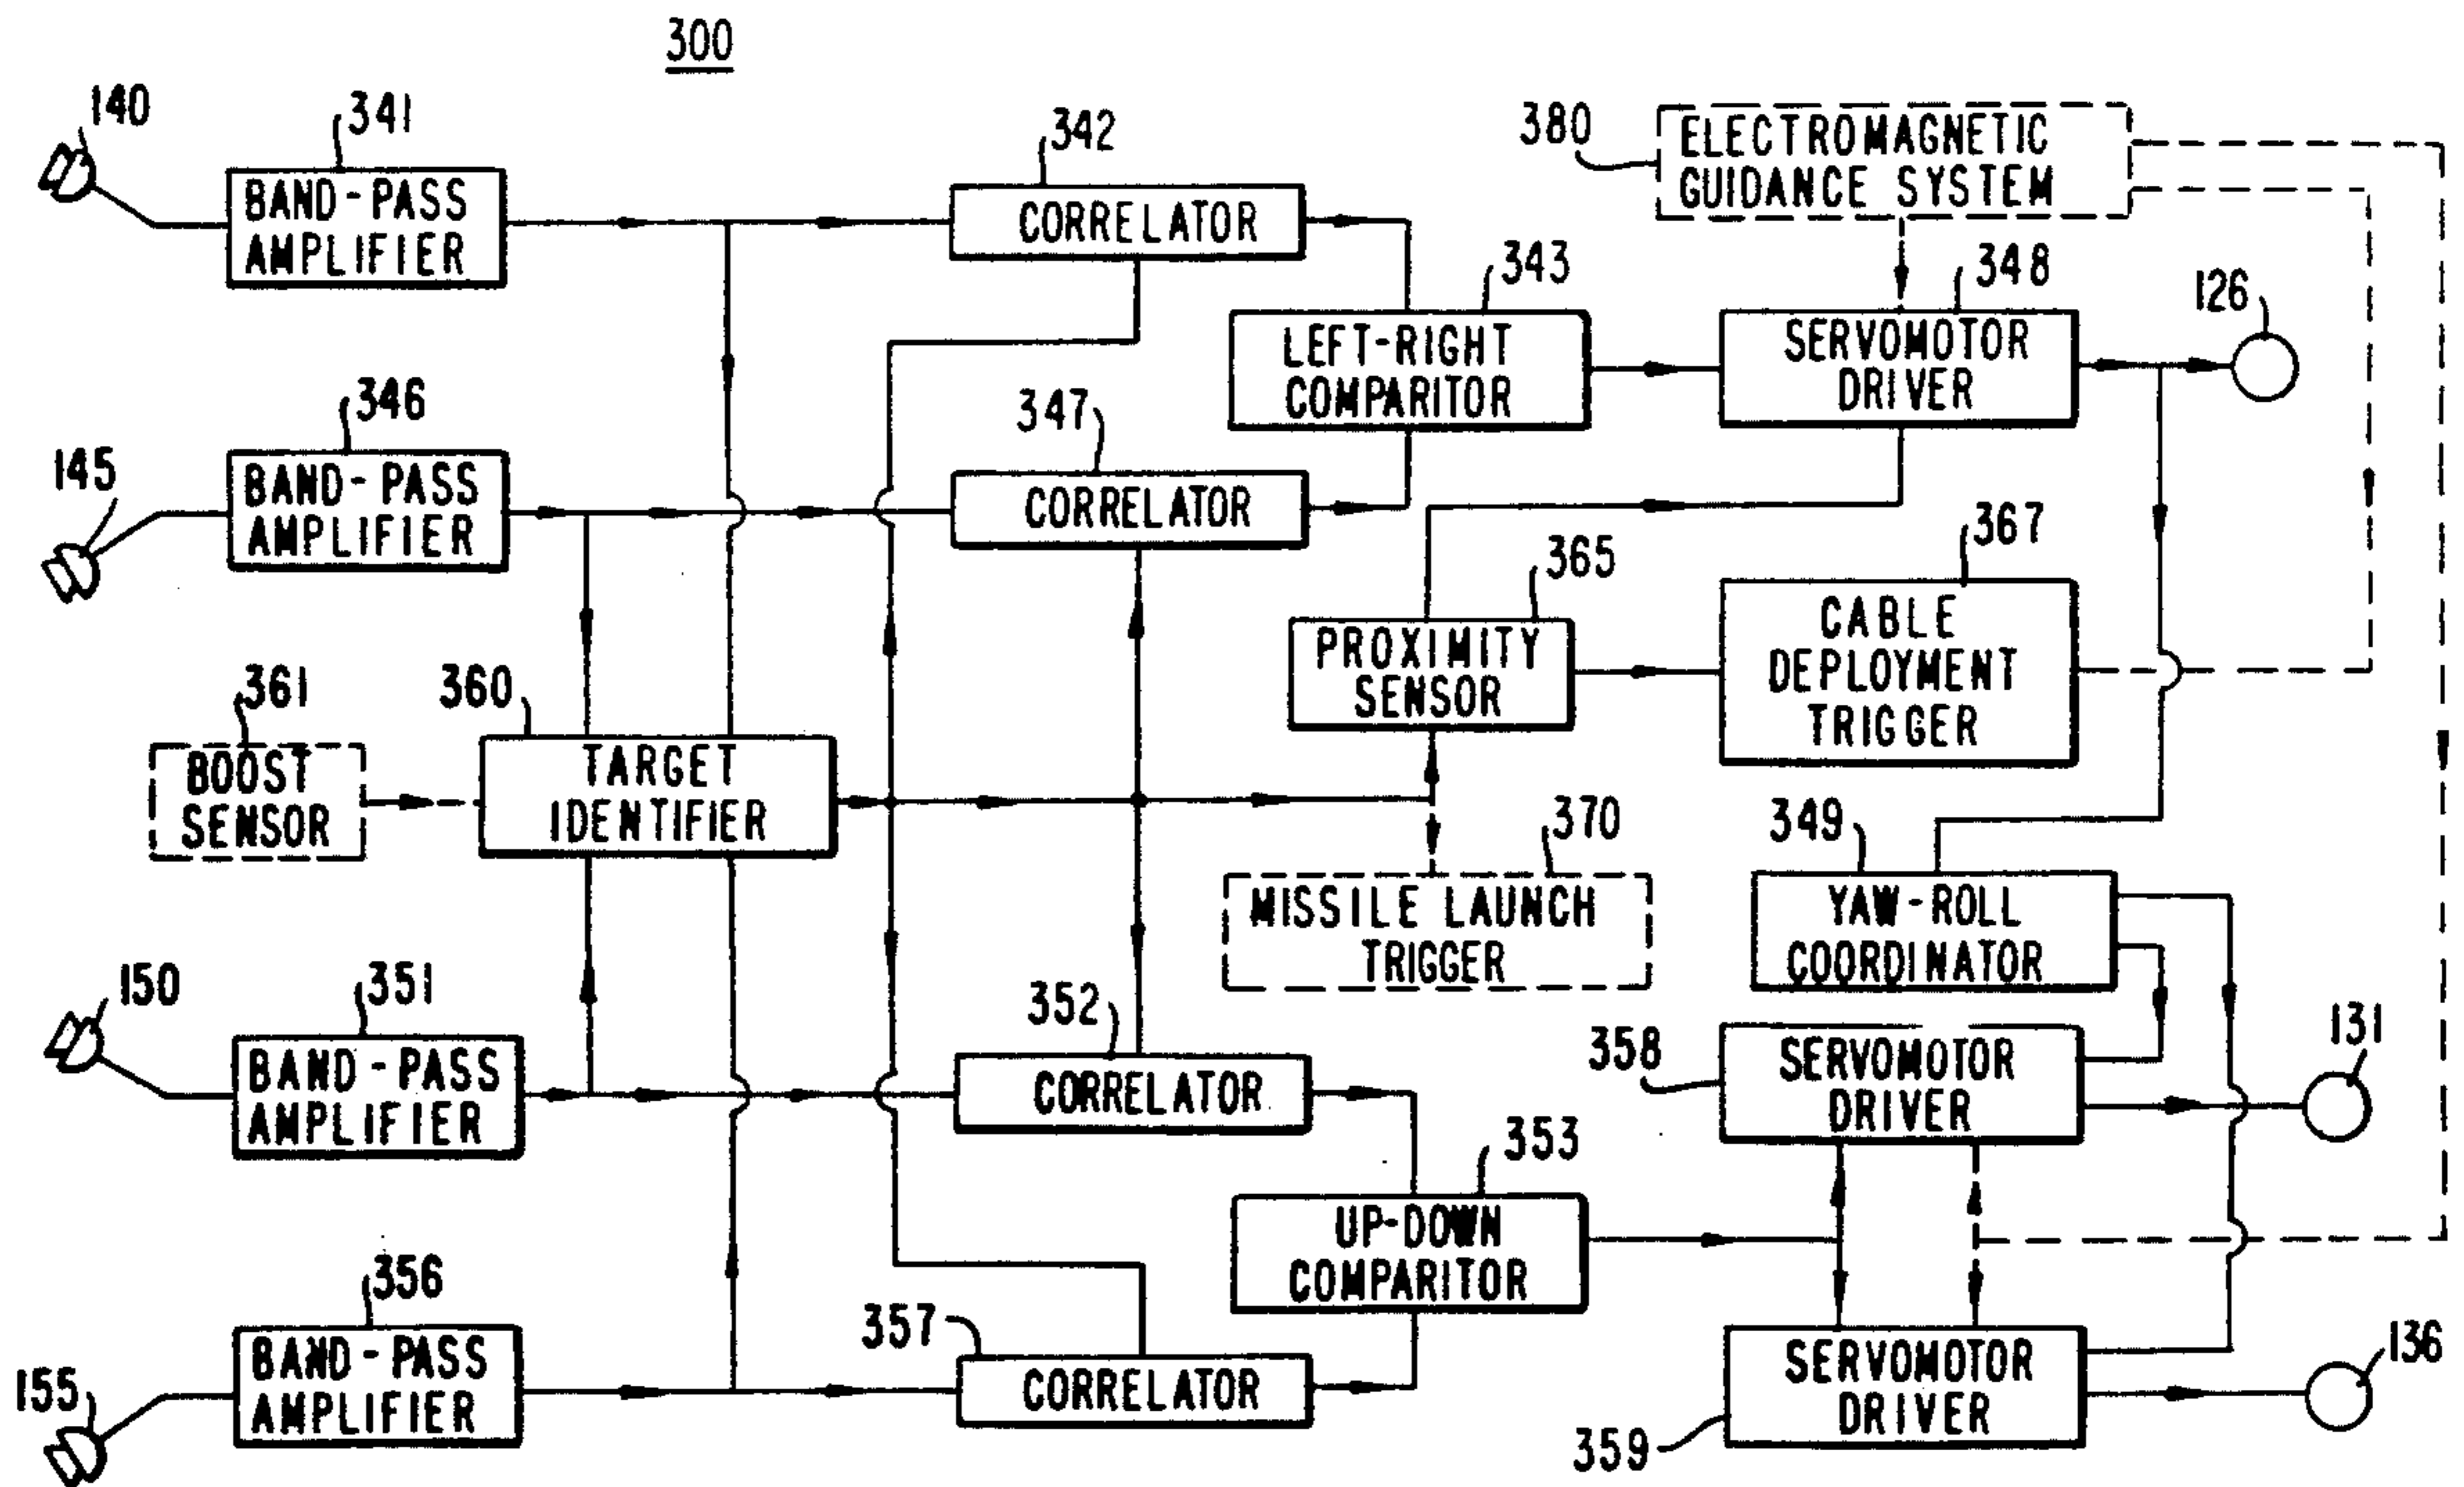 300
140
341
BAND-PASS
AMPLIFIER
342
CORRELATOR
380
ELECTROMAGNETIC
GUIDANCE SYSTEM
343
LEFT-RIGHT
COMPARITOR
348
SERVOMOTOR
DRIVER
126
145
346
BAND-PASS
AMPLIFIER
347
CORRELATOR
365
PROXIMITY
SENSOR
367
CABLE
DEPLOYMENT
TRIGGER
361
BOOST
SENSOR
360
TARGET
IDENTIFIER
370
MISSILE LAUNCH
TRIGGER
349
YAW-ROLL
COORDINATOR
150
351
BAND-PASS
AMPLIFIER
352
CORRELATOR
358
SERVOMOTOR
DRIVER
131
353
UP-DOWN
COMPARITOR
155
356
BAND-PASS
AMPLIFIER
357
CORRELATOR
359
SERVOMOTOR
DRIVER
136